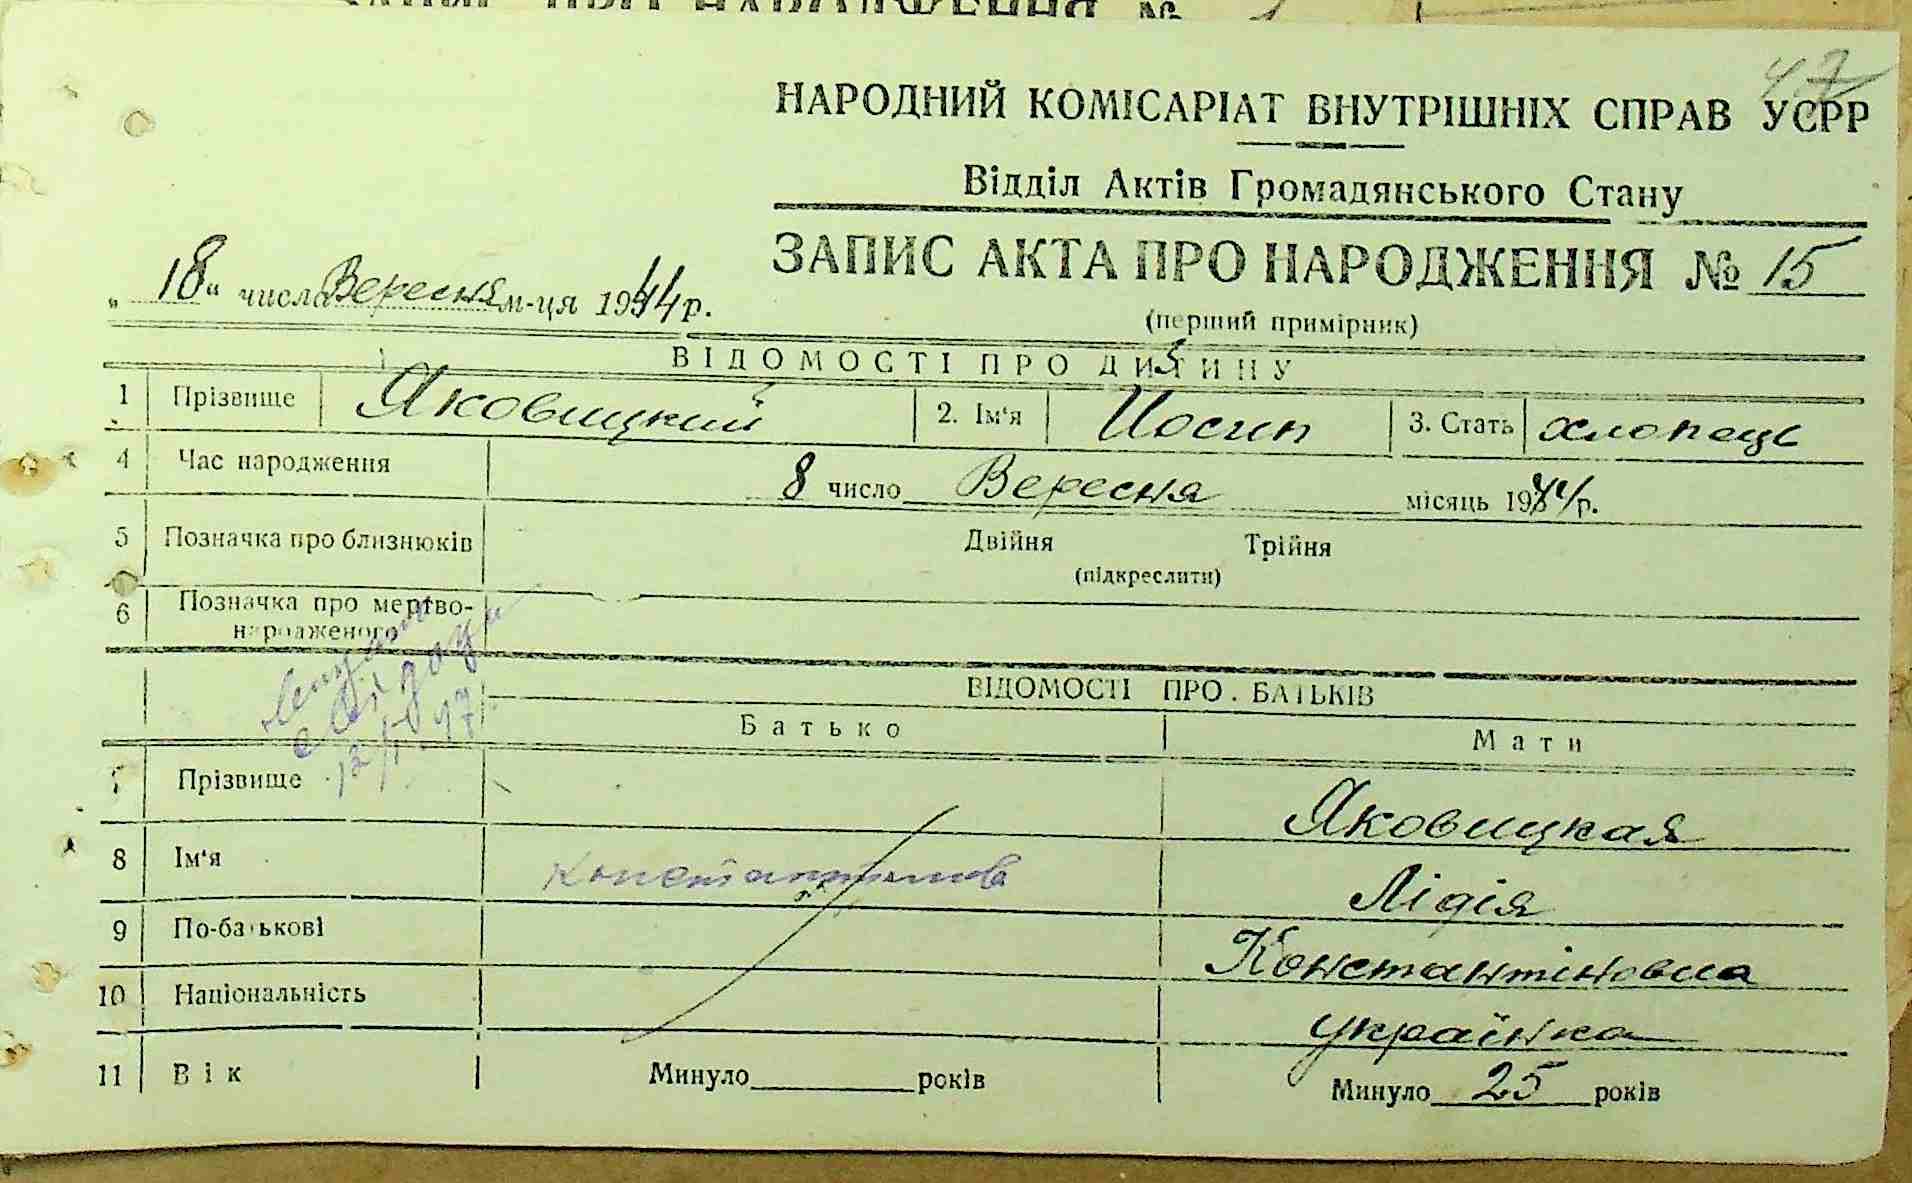 47
НАРОДНИЙ КОМІСАРІАТ ВНУТРІШНІХ СПРАВ УСРР
Відділ Актів Громадянського Стану
ЗАПИС АКТА ПРО НАРОДЖЕННЯ № 15
„ 18 “ числа Вересня м-ця 1944 р.
(перший примірник)
ВІДОМОСТІ ПРО ДИТИНУ
1 Прізвище Яковицкий 2. Ім‘я Иосип 3. Стать хлопець
4 Час народження 8 число Вересня місяць 1944 р.
5 Позначка про близнюків Двійня Трійня
(підкреслити)
6 Позначка про мертво-
народженого
ВІДОМОСТІ ПРО БАТЬКІВ
Батько Мати
7 Прізвище Яковицкая
8 Ім‘я Лідія
9 По-батькові Константіновна
10 Національність українка
11 Вік Минуло років Минуло 25 років